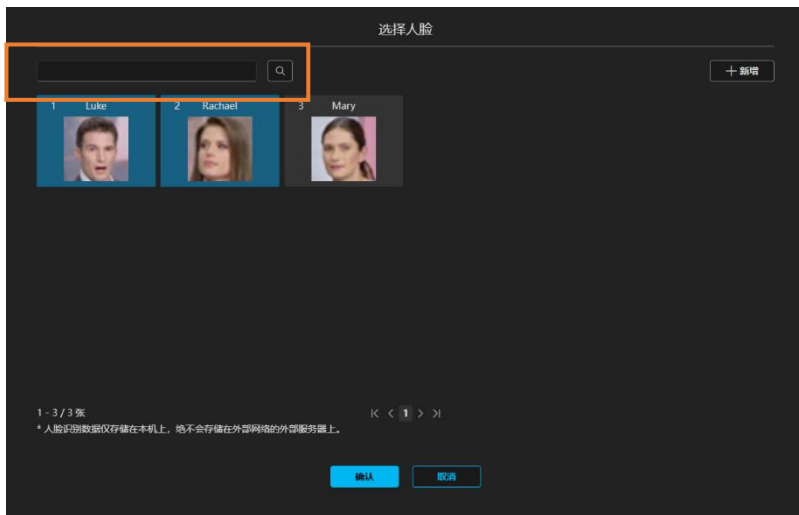 选择人脸
+ 新增
1 Luke 2 Rachael 3 Mary
1 - 3 / 3 张
1
* 人脸识别数据仅存储在本机上，绝不会存储在外部网络的外部服务器上。
确认 取消